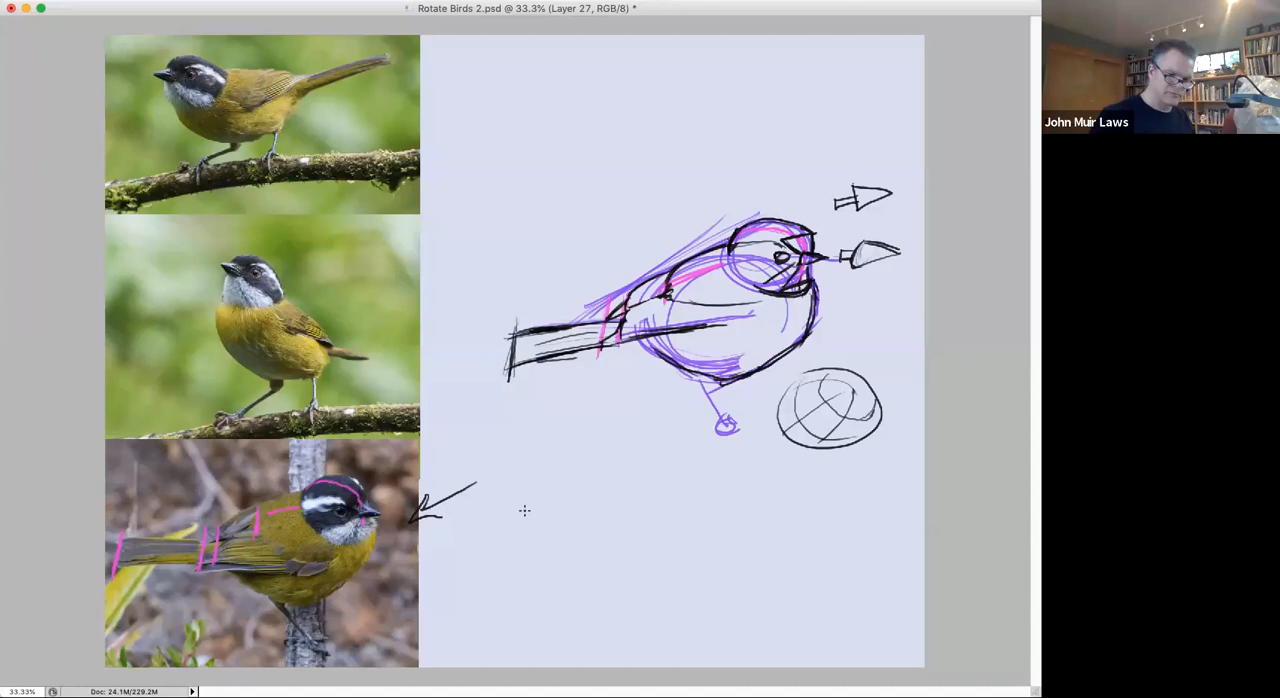 Rotate Birds 2.psd @ 33.3% (Layer 27, RGB/8) *
John Muir Laws
33.33%
Doc: 24.1M/229.2M